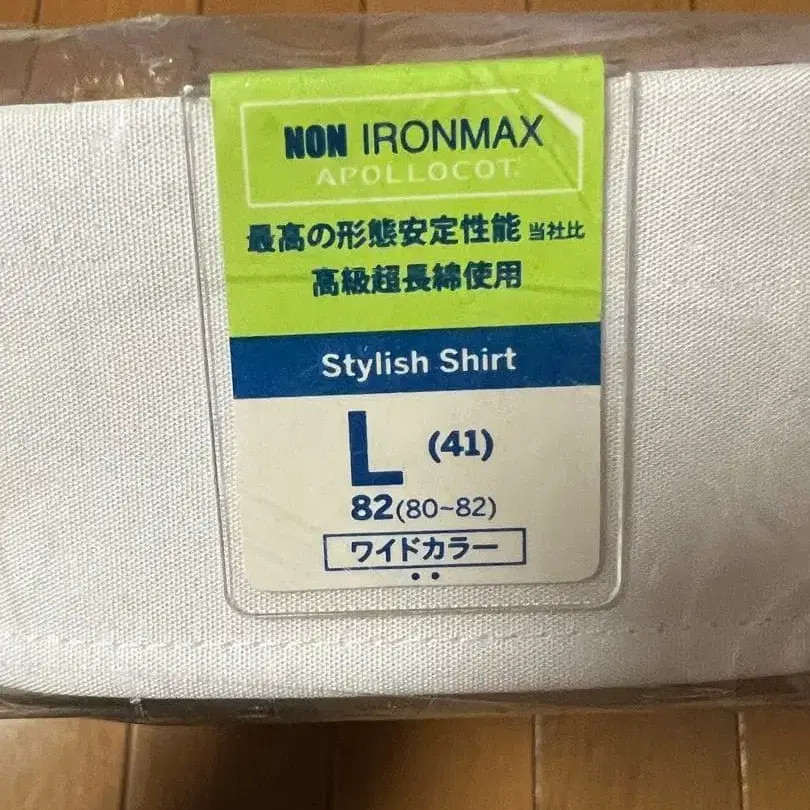 NON IRONMAX
APOLLOCOT.
最高の形態安定性能 当社比
高級超長綿使用
Stylish Shirt
L (41)
82(80~82)
ワイドカラー